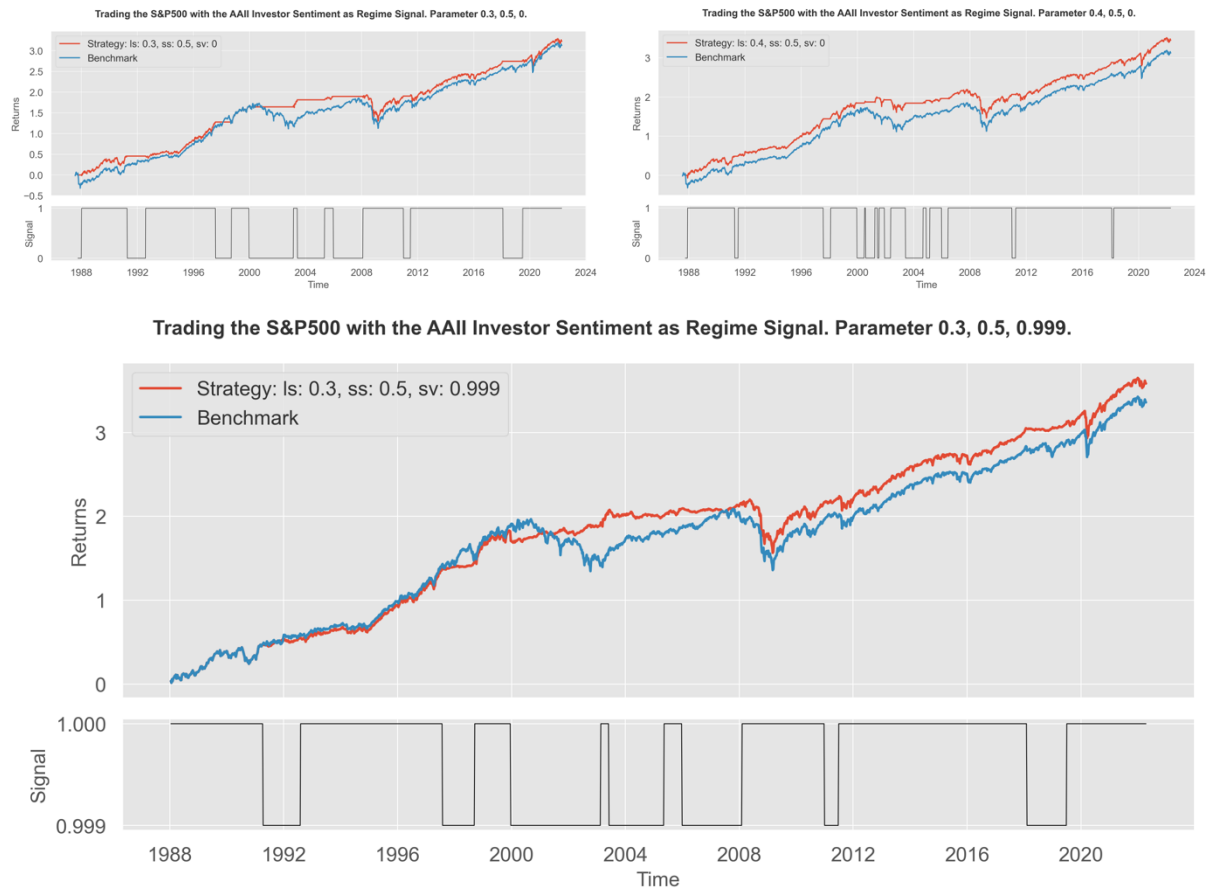 Trading the S&P500 with the AAII Investor Sentiment as Regime Signal. Parameter 0.3, 0.5, 0.
Strategy: ls: 0.3, ss: 0.5, sv: 0
Benchmark
Returns
3.0
2.5
2.0
1.5
1.0
0.5
0.0
−0.5
Signal
1
0
1988 1992 1996 2000 2004 2008 2012 2016 2020 2024
Time
Trading the S&P500 with the AAII Investor Sentiment as Regime Signal. Parameter 0.4, 0.5, 0.
Strategy: ls: 0.4, ss: 0.5, sv: 0
Benchmark
Returns
3
2
1
0
Signal
1
0
1988 1992 1996 2000 2004 2008 2012 2016 2020 2024
Time
Trading the S&P500 with the AAII Investor Sentiment as Regime Signal. Parameter 0.3, 0.5, 0.999.
Strategy: ls: 0.3, ss: 0.5, sv: 0.999
Benchmark
Returns
3
2
1
0
Signal
1.000
0.999
1988 1992 1996 2000 2004 2008 2012 2016 2020
Time